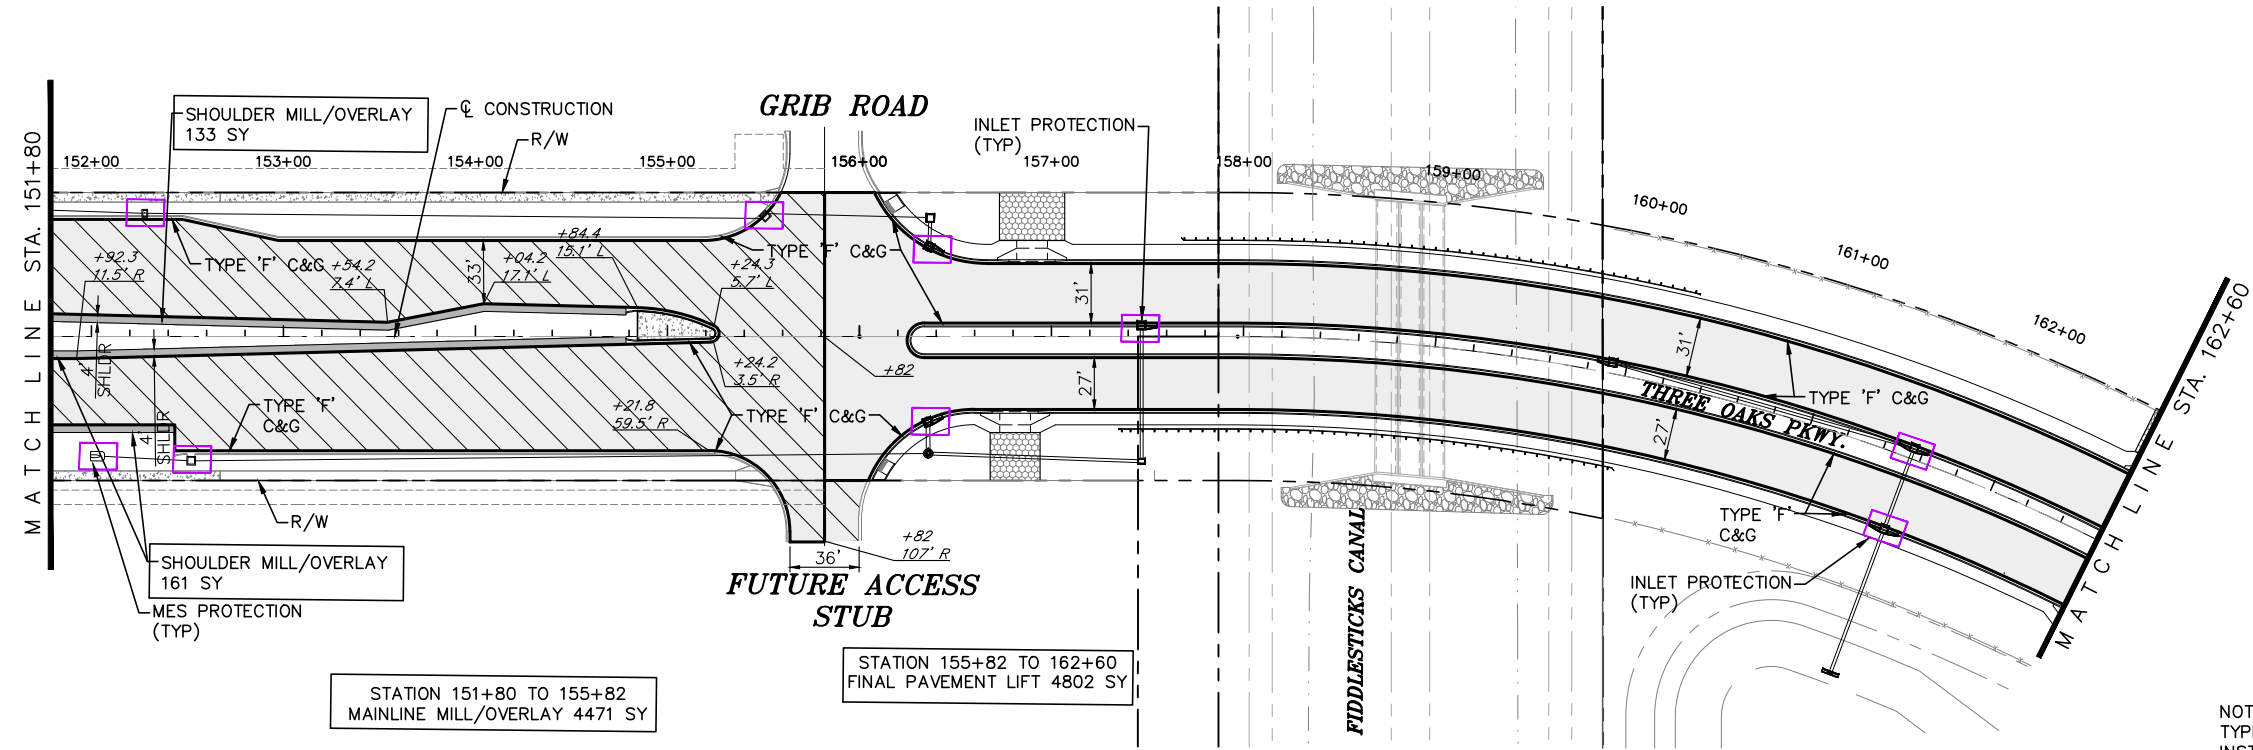 GRIB ROAD
SHOULDER MILL/OVERLAY
133 SY
℄ CONSTRUCTION
R/W
INLET PROTECTION
(TYP)
152+00
153+00
154+00
155+00
156+00
157+00
158+00
159+00
160+00
161+00
162+00
MATCH LINE STA. 151+80
TYPE 'F' C&G
+92.3
11.5' R
+54.2
7.4' L
33'
+04.2
17.1' L
+84.4
15.1' L
+24.3
5.7' L
TYPE 'F' C&G
31'
31'
4'
SHLDR
4'
SHLDR
+24.2
3.5' R
+82
27'
27'
TYPE 'F'
C&G
+21.8
59.5' R
TYPE 'F' C&G
TYPE 'F' C&G
THREE OAKS PKWY.
TYPE 'F'
C&G
MATCH LINE STA. 162+60
R/W
SHOULDER MILL/OVERLAY
161 SY
MES PROTECTION
(TYP)
+82
107' R
36'
FUTURE ACCESS
STUB
INLET PROTECTION
(TYP)
FIDDLESTICKS CANAL
STATION 151+80 TO 155+82
MAINLINE MILL/OVERLAY 4471 SY
STATION 155+82 TO 162+60
FINAL PAVEMENT LIFT 4802 SY
NOT
TYP